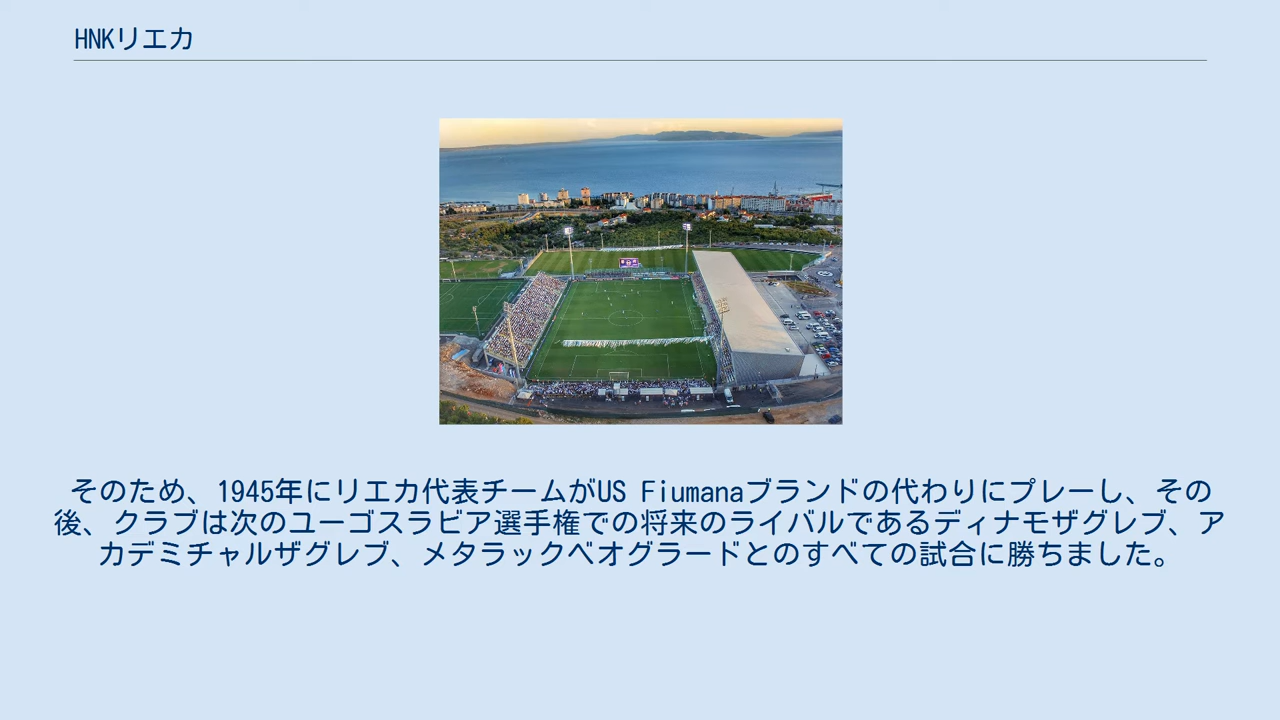 HNKリエカ
そのため、1945年にリエカ代表チームがUS Fiumanaブランドの代わりにプレーし、その
後、クラブは次のユーゴスラビア選手権での将来のライバルであるディナモザグレブ、ア
カデミチャルザグレブ、メタラックベオグラードとのすべての試合に勝ちました。